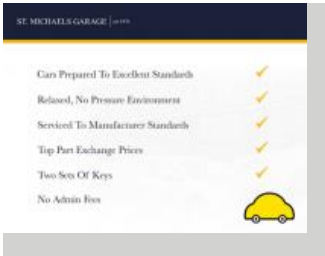 ST. MICHAELS GARAGE
Cars Prepared To Excellent Standards
Relaxed, No Pressure Environment
Serviced To Manufacturer Standards
Top Part Exchange Prices
Two Sets Of Keys
No Admin Fees